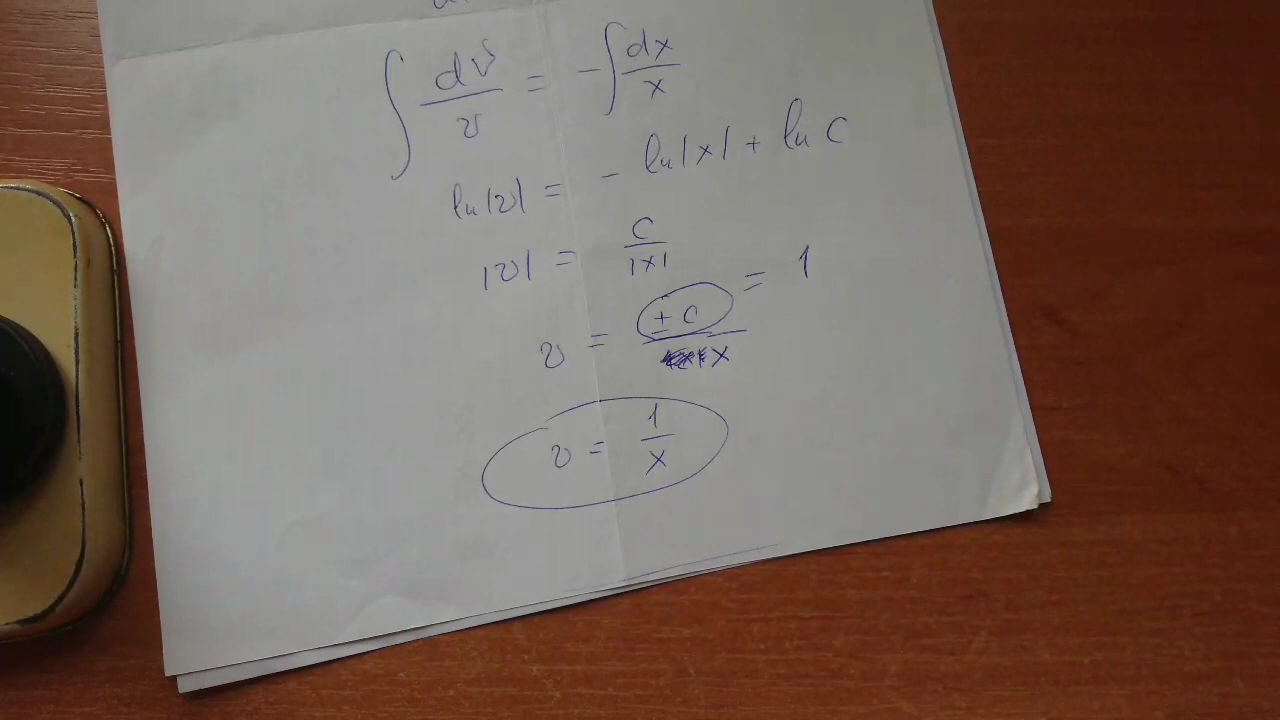 ∫ dv/v = -∫ dx/x
ln|v| = - ln|x| + ln C
|v| = C/|x|
v = ± C/x = 1
v = 1/x